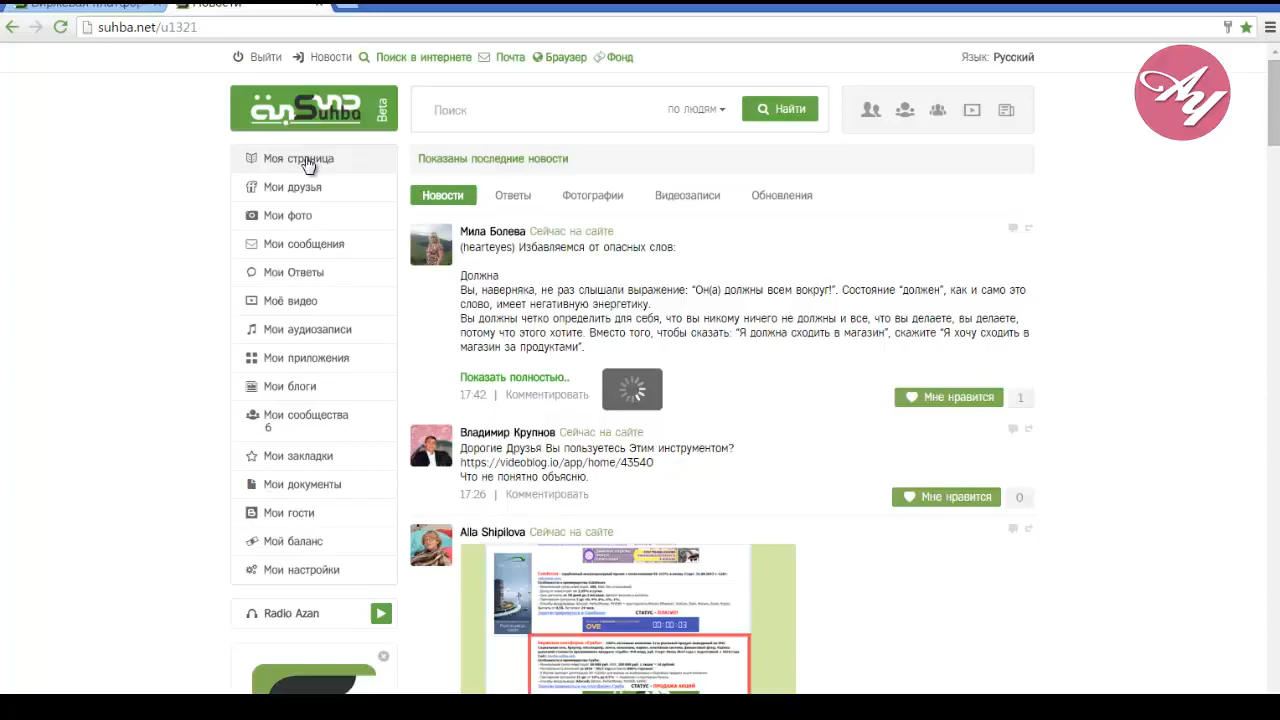 Новости
suhba.net/u1321
Выйти Новости Поиск в интернете Почта Браузер Фонд
Язык: Русский
Suhba Beta
Поиск по людям Найти
Моя страница
Мои друзья
Мои фото
Мои сообщения
Мои Ответы
Моё видео
Мои аудиозаписи
Мои приложения
Мои блоги
Мои сообщества
6
Мои закладки
Мои документы
Мои гости
Мой баланс
Мои настройки
Radio Azan
Показаны последние новости
Новости Ответы Фотографии Видеозаписи Обновления
Мила Болева Сейчас на сайте
(hearteyes) Избавляемся от опасных слов:
Должна
Вы, наверняка, не раз слышали выражение: “Он(а) должны всем вокруг!”. Состояние “должен”, как и само это
слово, имеет негативную энергетику.
Вы должны четко определить для себя, что вы никому ничего не должны и все, что вы делаете, вы делаете,
потому что этого хотите. Вместо того, чтобы сказать: “Я должна сходить в магазин”, скажите “Я хочу сходить в
магазин за продуктами”.
Показать полностью..
17:42 | Комментировать
Мне нравится 1
Владимир Крупнов Сейчас на сайте
Дорогие Друзья Вы пользуетесь Этим инструментом?
https://videoblog.io/app/home/43540
Что не понятно объясню.
17:26 | Комментировать
Мне нравится 0
Alla Shipilova Сейчас на сайте
00:00:03
AY